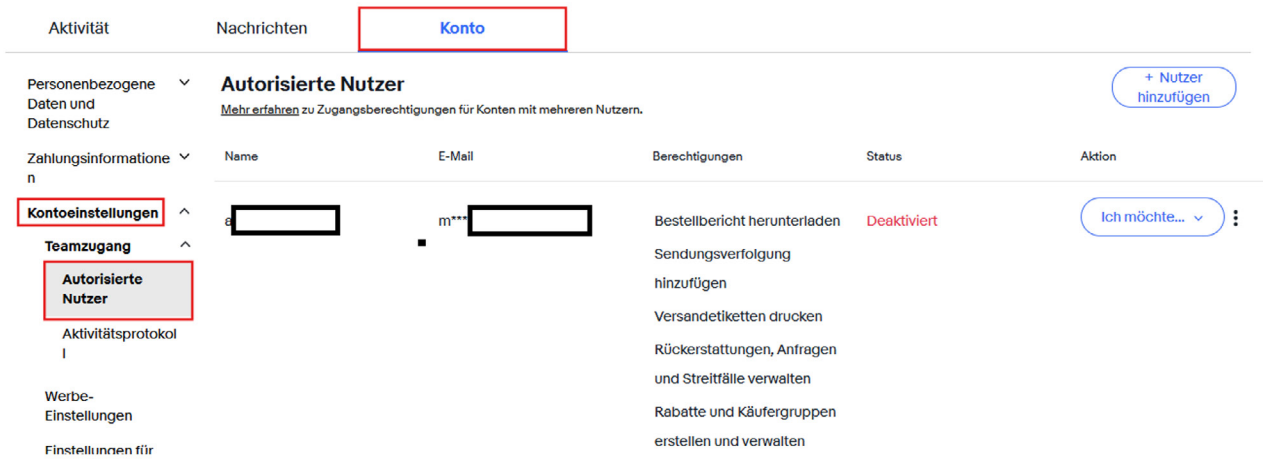 Aktivität
Nachrichten
Konto
Personenbezogene
Daten und
Datenschutz
Zahlungsinformatione
n
Kontoeinstellungen
Teamzugang
Autorisierte
Nutzer
Aktivitätsprotokol
l
Werbe-
Einstellungen
Einstellungen für
Autorisierte Nutzer
Mehr erfahren zu Zugangsberechtigungen für Konten mit mehreren Nutzern.
+ Nutzer
hinzufügen
Name
E-Mail
Berechtigungen
Status
Aktion
a
m***
Bestellbericht herunterladen
Sendungsverfolgung
hinzufügen
Versandetiketten drucken
Rückerstattungen, Anfragen
und Streitfälle verwalten
Rabatte und Käufergruppen
erstellen und verwalten
Deaktiviert
Ich möchte...